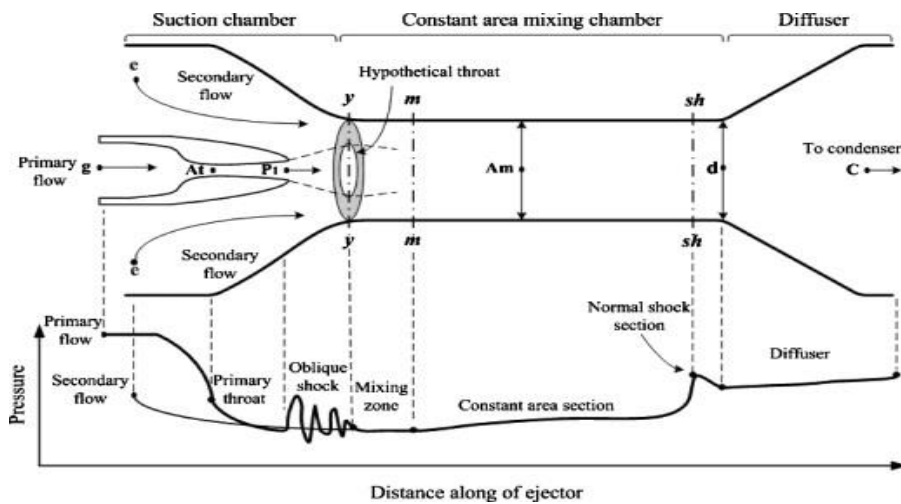 Suction chamber
Constant area mixing chamber
Diffuser
e
Secondary
flow
y
m
Hypothetical throat
sh
Primary
flow
g
At
P1
Am
d
To condenser
C
e
Secondary
flow
y
m
sh
Normal shock
section
Primary
flow
Secondary
flow
Primary
throat
Oblique
shock
Mixing
zone
Constant area section
Diffuser
Pressure
Distance along of ejector